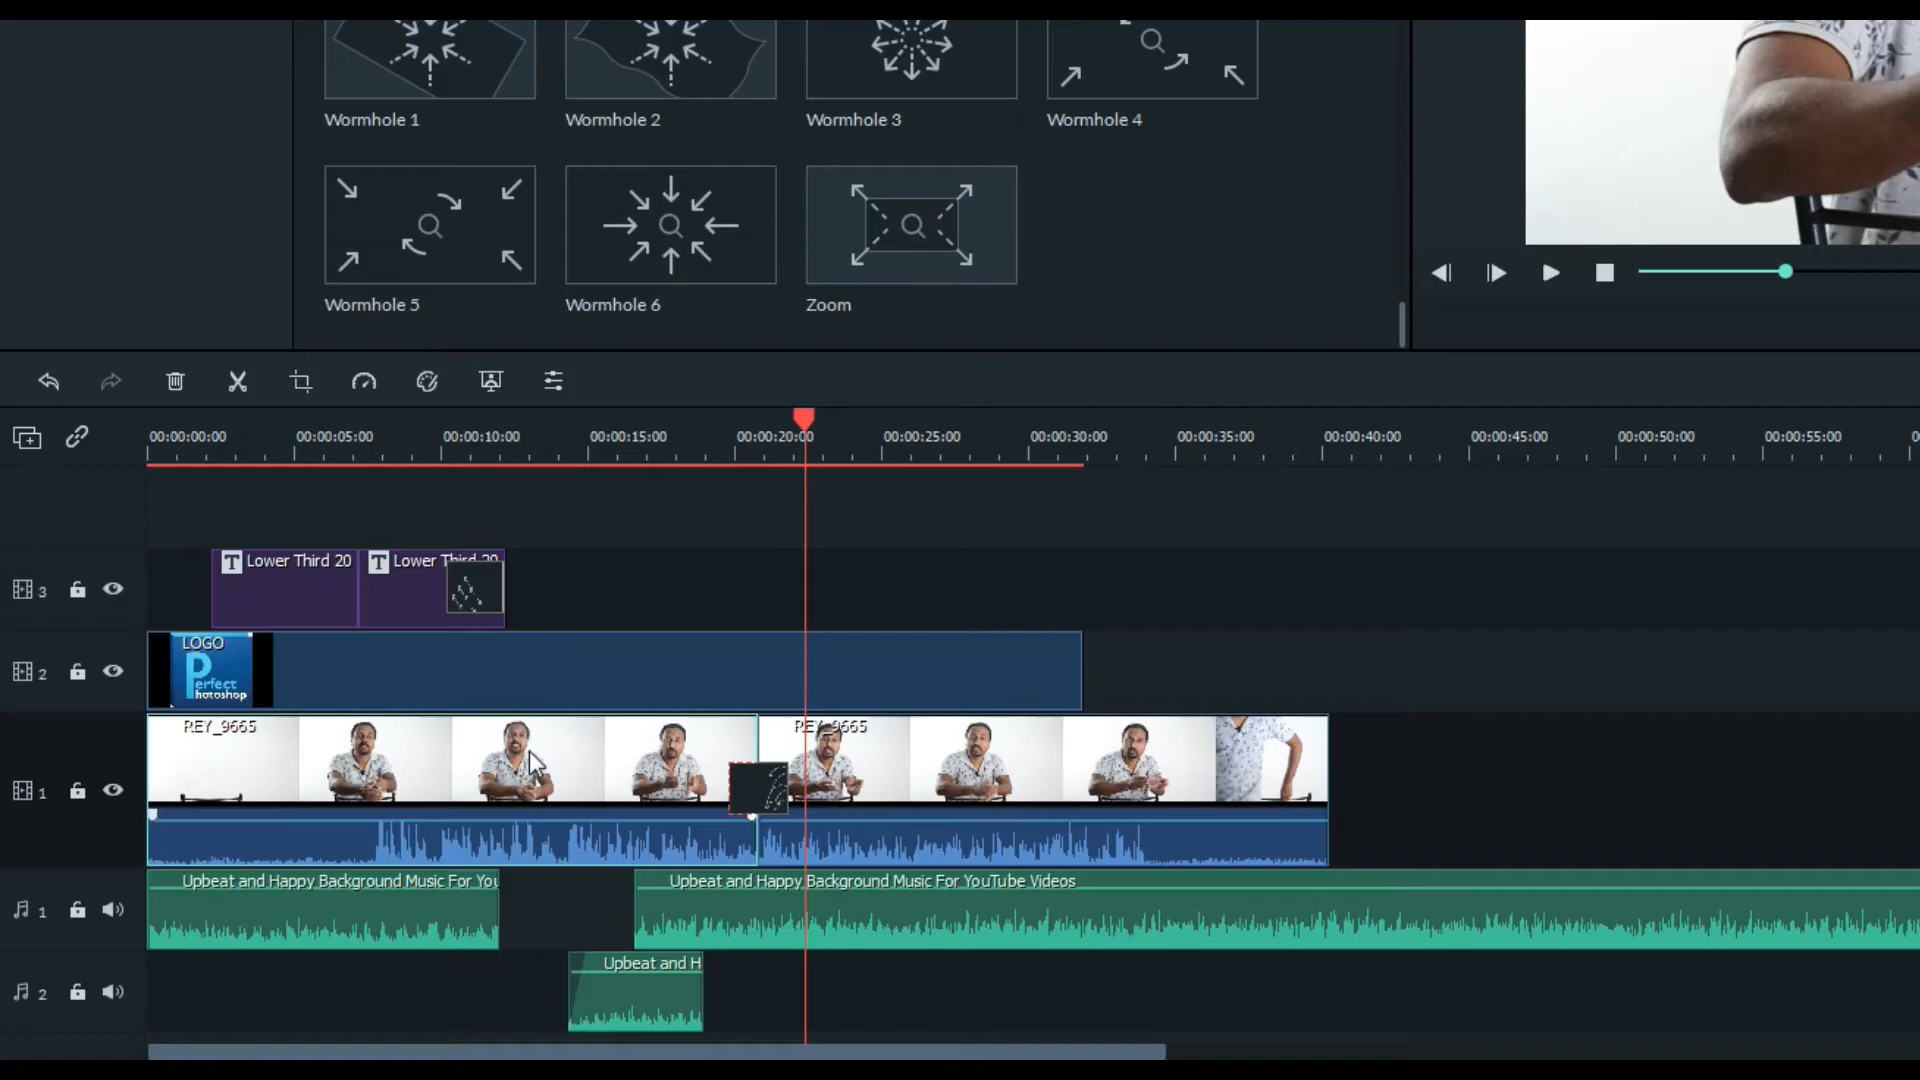 Wormhole 1 Wormhole 2 Wormhole 3 Wormhole 4
Wormhole 5 Wormhole 6 Zoom
00:00:00:00 00:00:05:00 00:00:10:00 00:00:15:00 00:00:20:00 00:00:25:00 00:00:30:00 00:00:35:00 00:00:40:00 00:00:45:00 00:00:50:00 00:00:55:00 0
T Lower Third 20 T Lower Third 20
3
LOGO
2
Perfect
Photoshop
REY_9665 REY_9665
1
Upbeat and Happy Background Music For You Upbeat and Happy Background Music For YouTube Videos
1
Upbeat and H
2